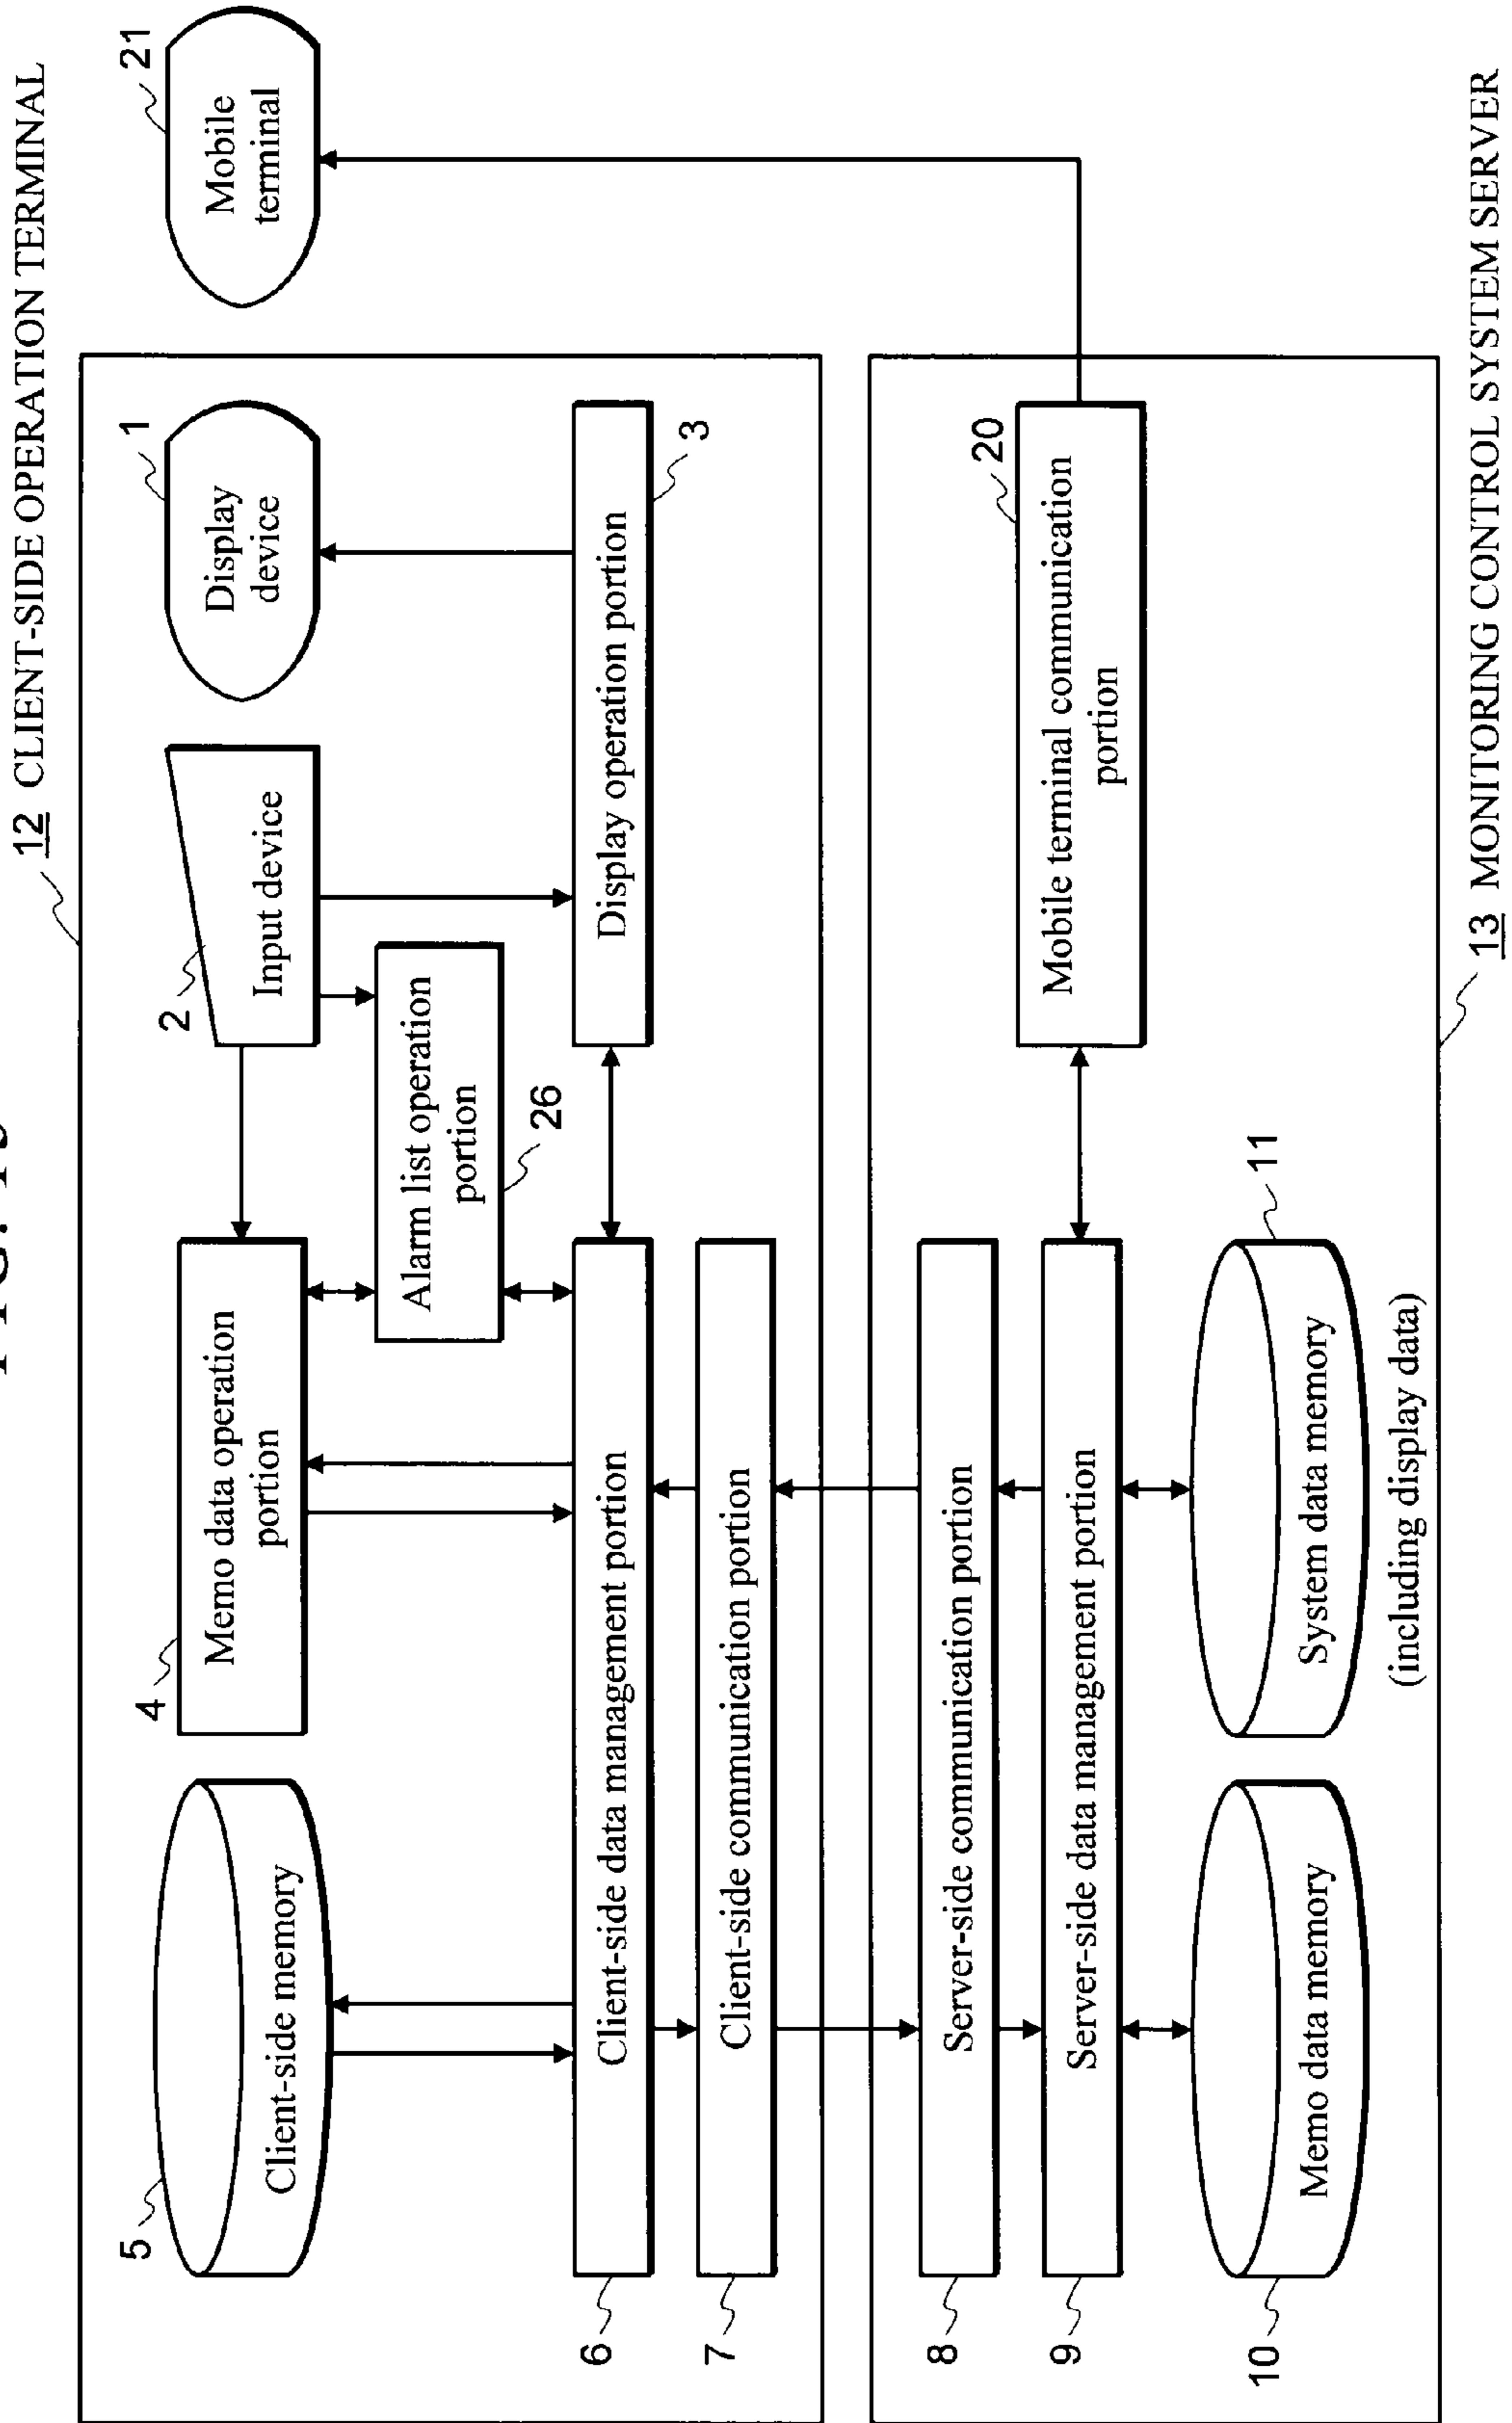 12 CLIENT-SIDE OPERATION TERMINAL
5
Client-side memory
4
Memo data operation
portion
2
Input device
1
Display
device
21
Mobile
terminal
Alarm list operation
portion
26
6
Client-side data management portion
Display operation portion
3
7
Client-side communication portion
8
Server-side communication portion
20
Mobile terminal communication
portion
9
Server-side data management portion
10
Memo data memory
11
System data memory
(including display data)
13 MONITORING CONTROL SYSTEM SERVER